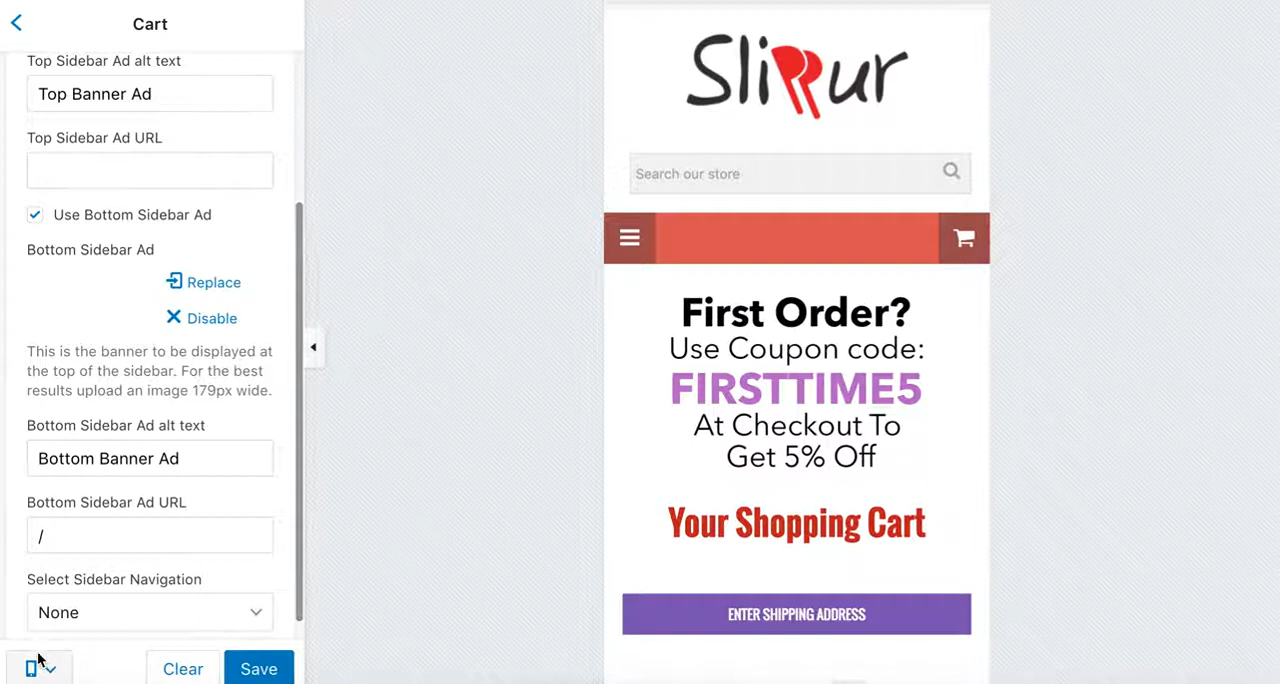 Cart
Top Sidebar Ad alt text
Top Banner Ad
Top Sidebar Ad URL
Use Bottom Sidebar Ad
Bottom Sidebar Ad
Replace
Disable
This is the banner to be displayed at
the top of the sidebar. For the best
results upload an image 179px wide.
Bottom Sidebar Ad alt text
Bottom Banner Ad
Bottom Sidebar Ad URL
/
Select Sidebar Navigation
None
Clear
Save
Slirrur
Search our store
First Order?
Use Coupon code:
FIRSTTIME5
At Checkout To
Get 5% Off
Your Shopping Cart
ENTER SHIPPING ADDRESS